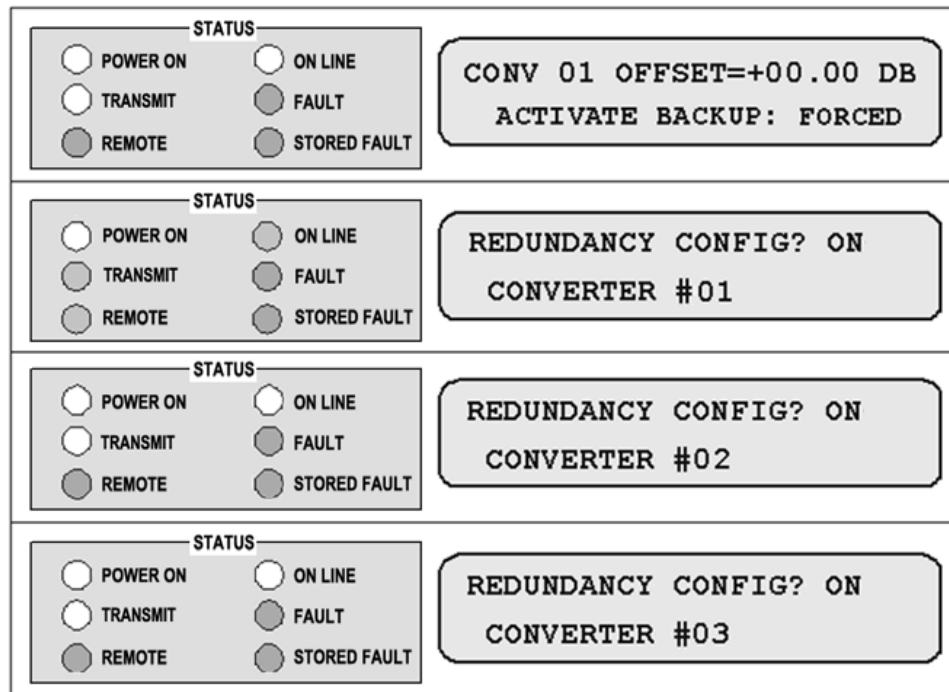 STATUS
POWER ON ON LINE
TRANSMIT FAULT
REMOTE STORED FAULT
CONV 01 OFFSET=+00.00 DB
ACTIVATE BACKUP: FORCED
STATUS
POWER ON ON LINE
TRANSMIT FAULT
REMOTE STORED FAULT
REDUNDANCY CONFIG? ON
CONVERTER #01
STATUS
POWER ON ON LINE
TRANSMIT FAULT
REMOTE STORED FAULT
REDUNDANCY CONFIG? ON
CONVERTER #02
STATUS
POWER ON ON LINE
TRANSMIT FAULT
REMOTE STORED FAULT
REDUNDANCY CONFIG? ON
CONVERTER #03